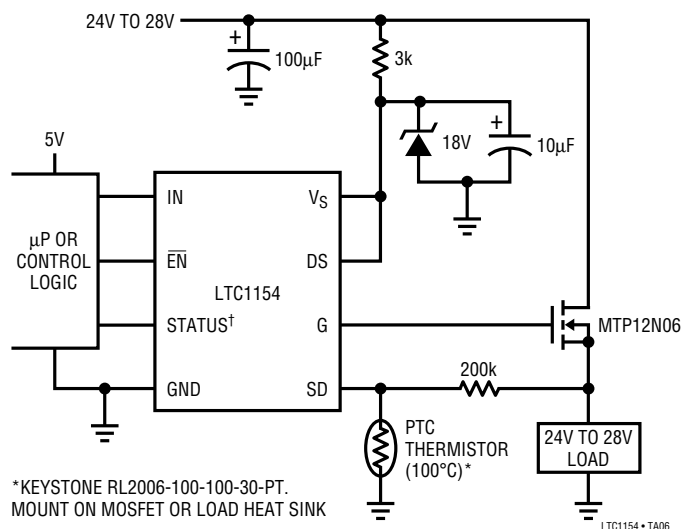 24V TO 28V
+
100µF
3k
18V
+
10µF
5V
µP OR
CONTROL
LOGIC
IN
EN
STATUS†
GND
LTC1154
VS
DS
G
SD
MTP12N06
200k
PTC
THERMISTOR
(100°C)*
24V TO 28V
LOAD
*KEYSTONE RL2006-100-100-30-PT.
MOUNT ON MOSFET OR LOAD HEAT SINK
LTC1154 • TA06